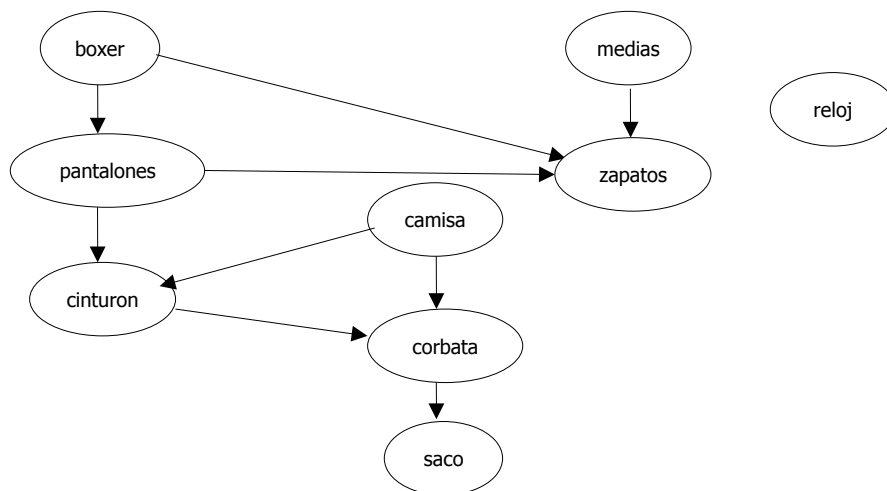 boxer
medias
reloj
pantalones
zapatos
camisa
cinturon
corbata
saco